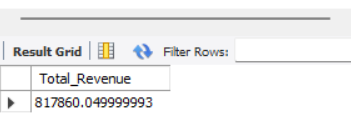 Result Grid Filter Rows:
Total_Revenue
817860.049999993